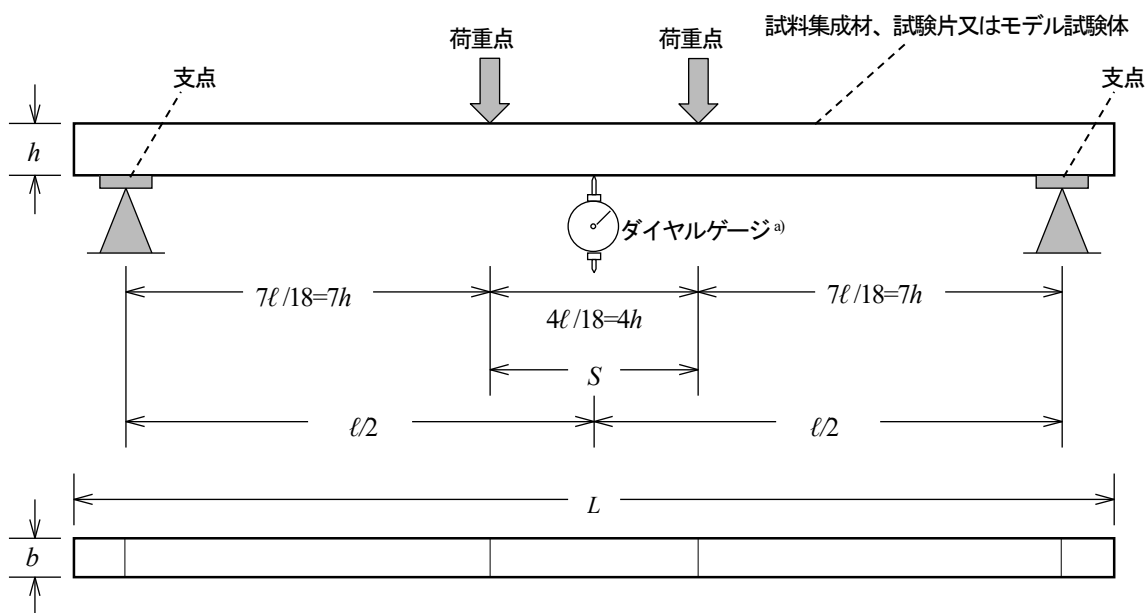 試料集成材、試験片又はモデル試験体
荷重点
荷重点
支点
支点
h
ダイヤルゲージ a)
7ℓ/18=7h
4ℓ/18=4h
7ℓ/18=7h
S
ℓ/2
ℓ/2
L
b